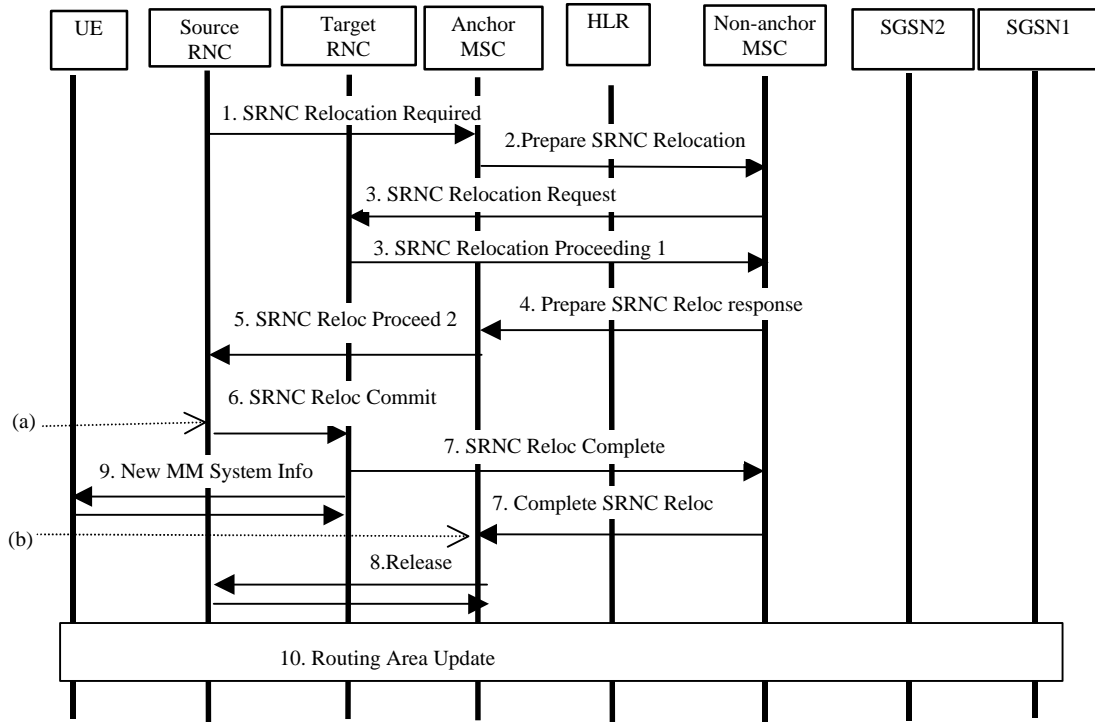 UE
Source
RNC
Target
RNC
Anchor
MSC
HLR
Non-anchor
MSC
SGSN2
SGSN1
1. SRNC Relocation Required
2.Prepare SRNC Relocation
3. SRNC Relocation Request
3. SRNC Relocation Proceeding 1
4. Prepare SRNC Reloc response
5. SRNC Reloc Proceed 2
6. SRNC Reloc Commit
(a)
7. SRNC Reloc Complete
9. New MM System Info
7. Complete SRNC Reloc
(b)
8.Release
10. Routing Area Update